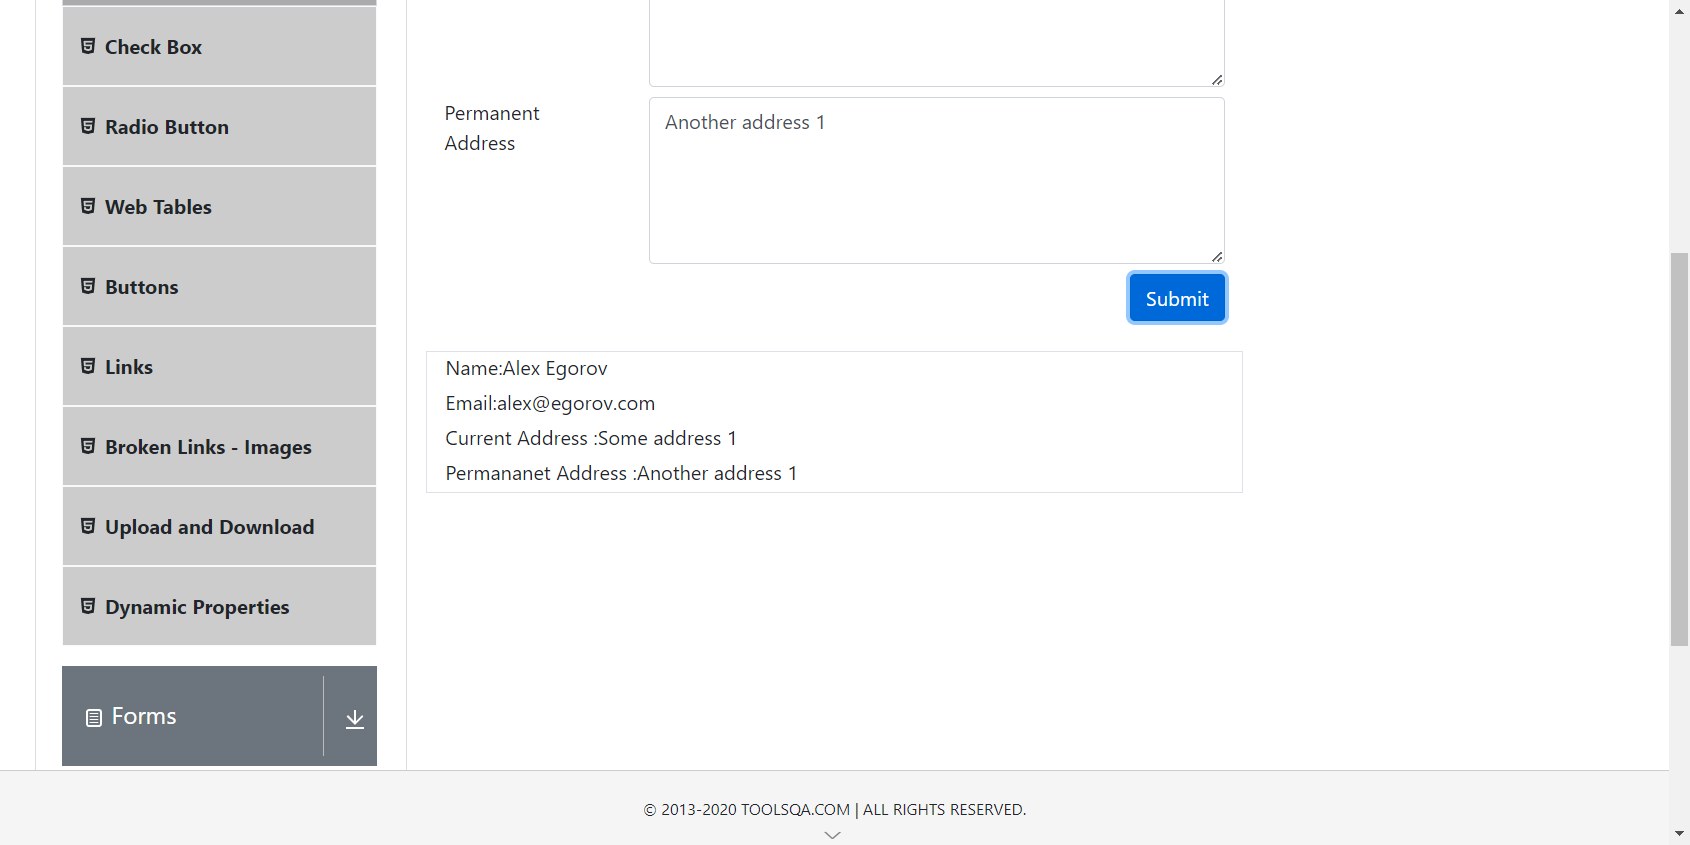 Check Box
Radio Button
Web Tables
Buttons
Links
Broken Links - Images
Upload and Download
Dynamic Properties
Forms
Permanent
Address
Another address 1
Submit
Name:Alex Egorov
Email:alex@egorov.com
Current Address :Some address 1
Permananet Address :Another address 1
© 2013-2020 TOOLSQA.COM | ALL RIGHTS RESERVED.